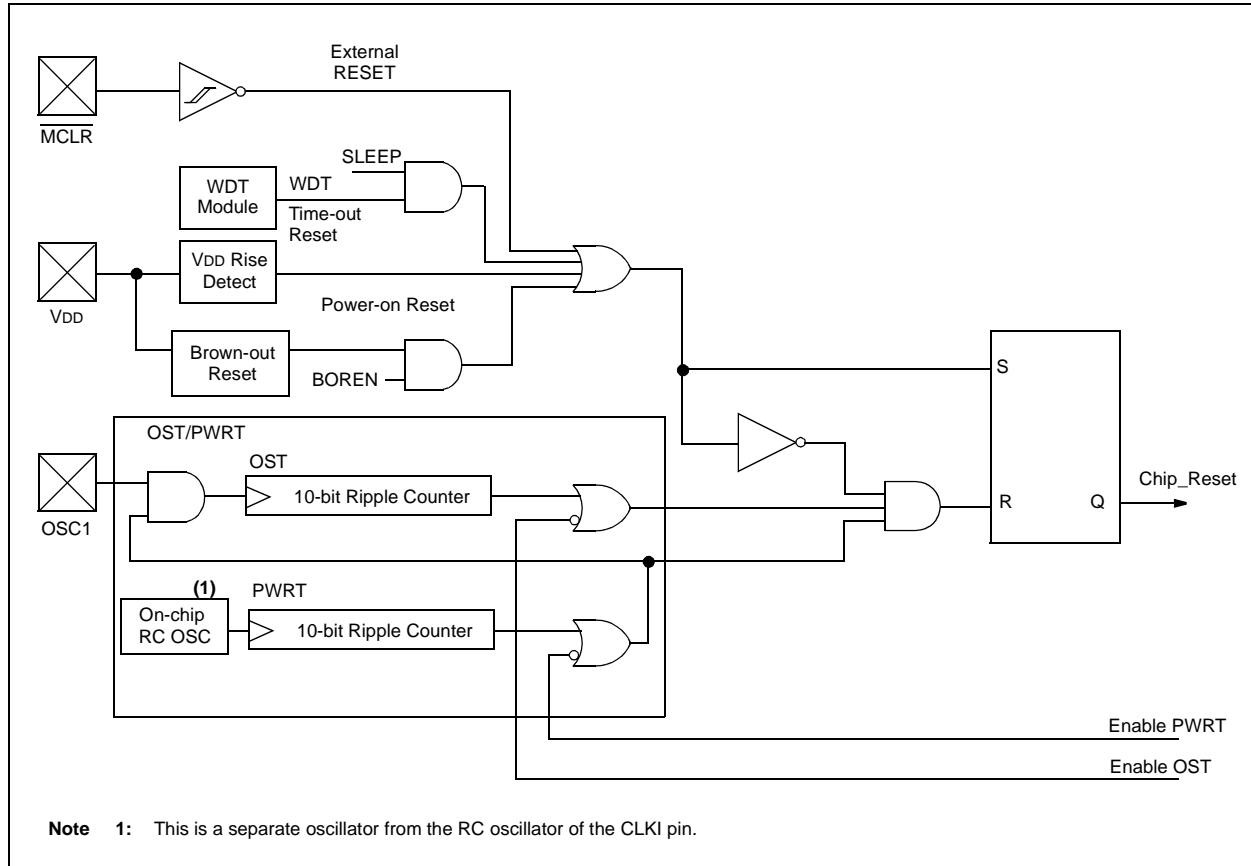 External
RESET
MCLR
SLEEP
WDT
Module
WDT
Time-out
Reset
VDD Rise
Detect
VDD
Power-on Reset
Brown-out
Reset
BOREN
S
OST/PWRT
OST
10-bit Ripple Counter
OSC1
Chip_Reset
R
Q
(1)
PWRT
On-chip
RC OSC
10-bit Ripple Counter
Enable PWRT
Enable OST
Note 1: This is a separate oscillator from the RC oscillator of the CLKI pin.